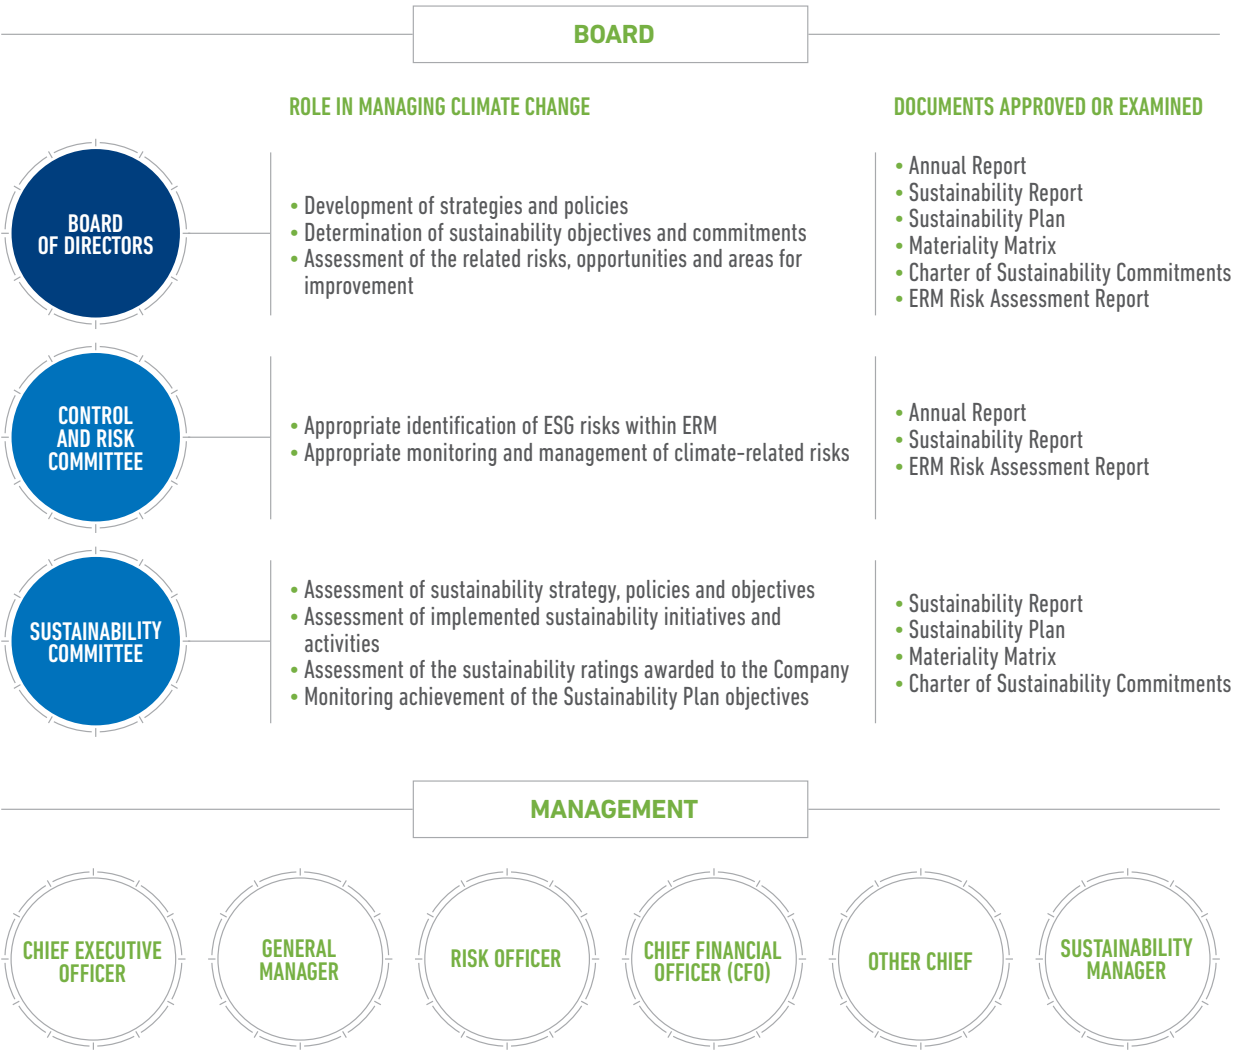 BOARD
ROLE IN MANAGING CLIMATE CHANGE
DOCUMENTS APPROVED OR EXAMINED
BOARD
OF DIRECTORS
• Development of strategies and policies
• Determination of sustainability objectives and commitments
• Assessment of the related risks, opportunities and areas for
improvement
• Annual Report
• Sustainability Report
• Sustainability Plan
• Materiality Matrix
• Charter of Sustainability Commitments
• ERM Risk Assessment Report
CONTROL
AND RISK
COMMITTEE
• Appropriate identification of ESG risks within ERM
• Appropriate monitoring and management of climate-related risks
• Annual Report
• Sustainability Report
• ERM Risk Assessment Report
SUSTAINABILITY
COMMITTEE
• Assessment of sustainability strategy, policies and objectives
• Assessment of implemented sustainability initiatives and
activities
• Assessment of the sustainability ratings awarded to the Company
• Monitoring achievement of the Sustainability Plan objectives
• Sustainability Report
• Sustainability Plan
• Materiality Matrix
• Charter of Sustainability Commitments
MANAGEMENT
CHIEF EXECUTIVE
OFFICER
GENERAL
MANAGER
RISK OFFICER
CHIEF FINANCIAL
OFFICER (CFO)
OTHER CHIEF
SUSTAINABILITY
MANAGER